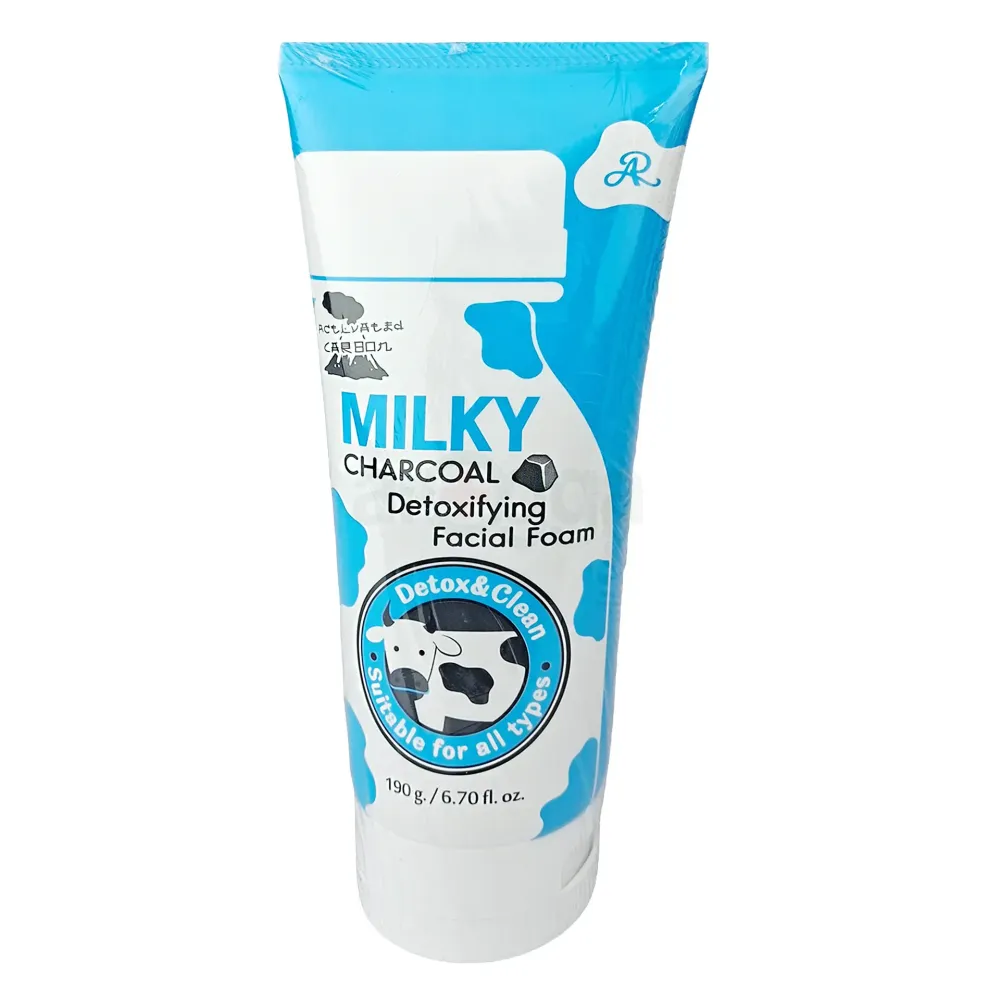 AR
Activated
CARBON
MILKY
CHARCOAL
Detoxifying
Facial Foam
Detox&Clean
Suitable for all types
190 g./6.70 fl. oz.